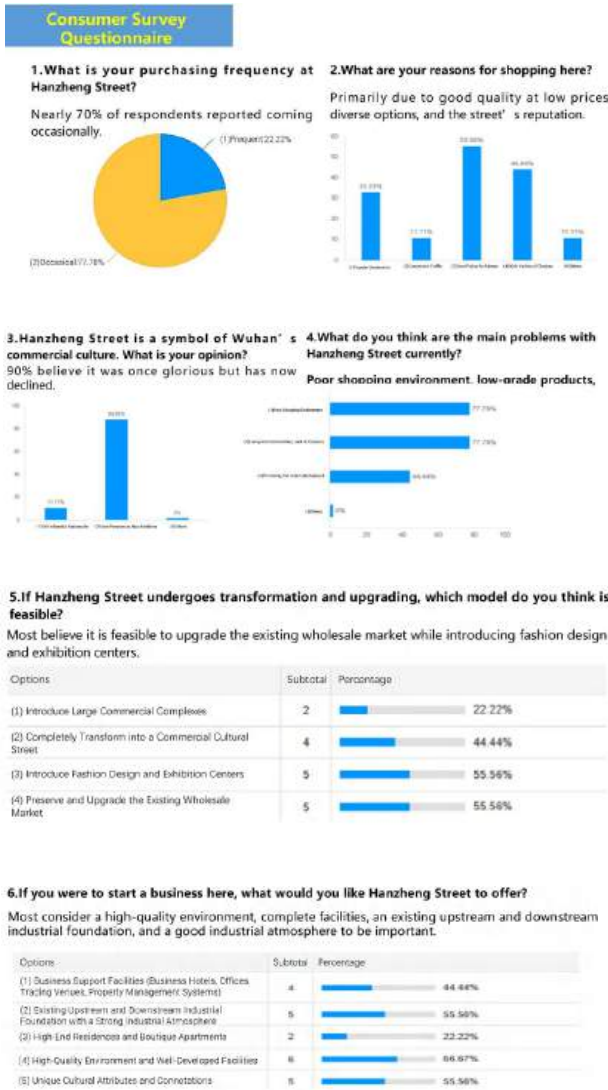 Consumer Survey
Questionnaire
1.What is your purchasing frequency at
Hanzheng Street?
Nearly 70% of respondents reported coming
occasionally.
(1)Frequent:22.22%
(2)Occasional:77.78%
2.What are your reasons for shopping here?
Primarily due to good quality at low prices
diverse options, and the street's reputation.
3.Hanzheng Street is a symbol of Wuhan's
commercial culture. What is your opinion?
90% believe it was once glorious but has now
declined.
4.What do you think are the main problems with
Hanzheng Street currently?
Poor shopping environment, low-grade products,
77.78%
77.78%
44.44%
0%
0 20 40 60 80 100
5.If Hanzheng Street undergoes transformation and upgrading, which model do you think is
feasible?
Most believe it is feasible to upgrade the existing wholesale market while introducing fashion design
and exhibition centers.
Options Subtotal Percentage
(1) Introduce Large Commercial Complexes 2 22.22%
(2) Completely Transform into a Commercial Cultural
Street 4 44.44%
(3) Introduce Fashion Design and Exhibition Centers 5 55.56%
(4) Preserve and Upgrade the Existing Wholesale
Market 5 55.56%
6.If you were to start a business here, what would you like Hanzheng Street to offer?
Most consider a high-quality environment, complete facilities, an existing upstream and downstream
industrial foundation, and a good industrial atmosphere to be important.
Options Subtotal Percentage
(1) Business Support Facilities (Business Hotels, Offices
Trading Venues, Property Management Systems) 4 44.44%
(2) Existing Upstream and Downstream Industrial
Foundation with a Strong Industrial Atmosphere 5 55.56%
(3) High-End Residences and Boutique Apartments 2 22.22%
(4) High-Quality Environment and Well-Developed Facilities 6 66.67%
(5) Unique Cultural Attributes and Connotations 5 55.56%